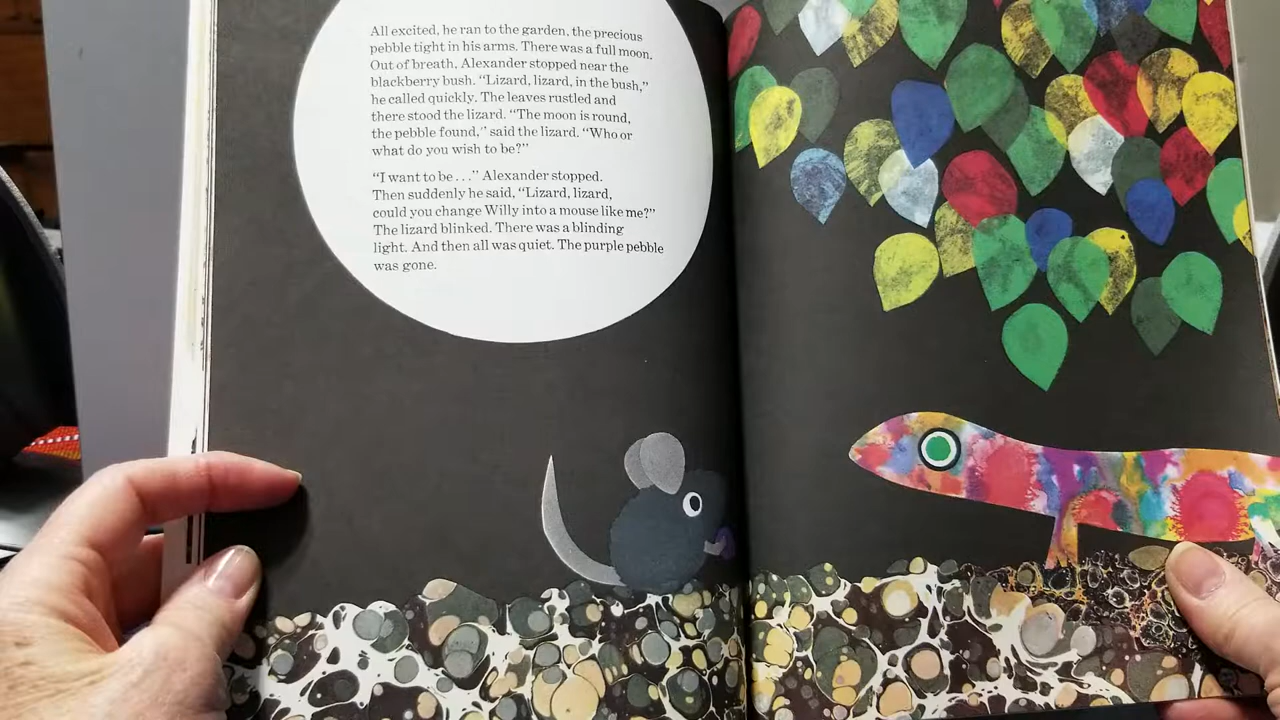 All excited, he ran to the garden, the precious
pebble tight in his arms. There was a full moon.
Out of breath, Alexander stopped near the
blackberry bush. “Lizard, lizard, in the bush,”
he called quickly. The leaves rustled and
there stood the lizard. “The moon is round,
the pebble found,” said the lizard. “Who or
what do you wish to be?”
“I want to be . . .” Alexander stopped.
Then suddenly he said, “Lizard, lizard,
could you change Willy into a mouse like me?”
The lizard blinked. There was a blinding
light. And then all was quiet. The purple pebble
was gone.